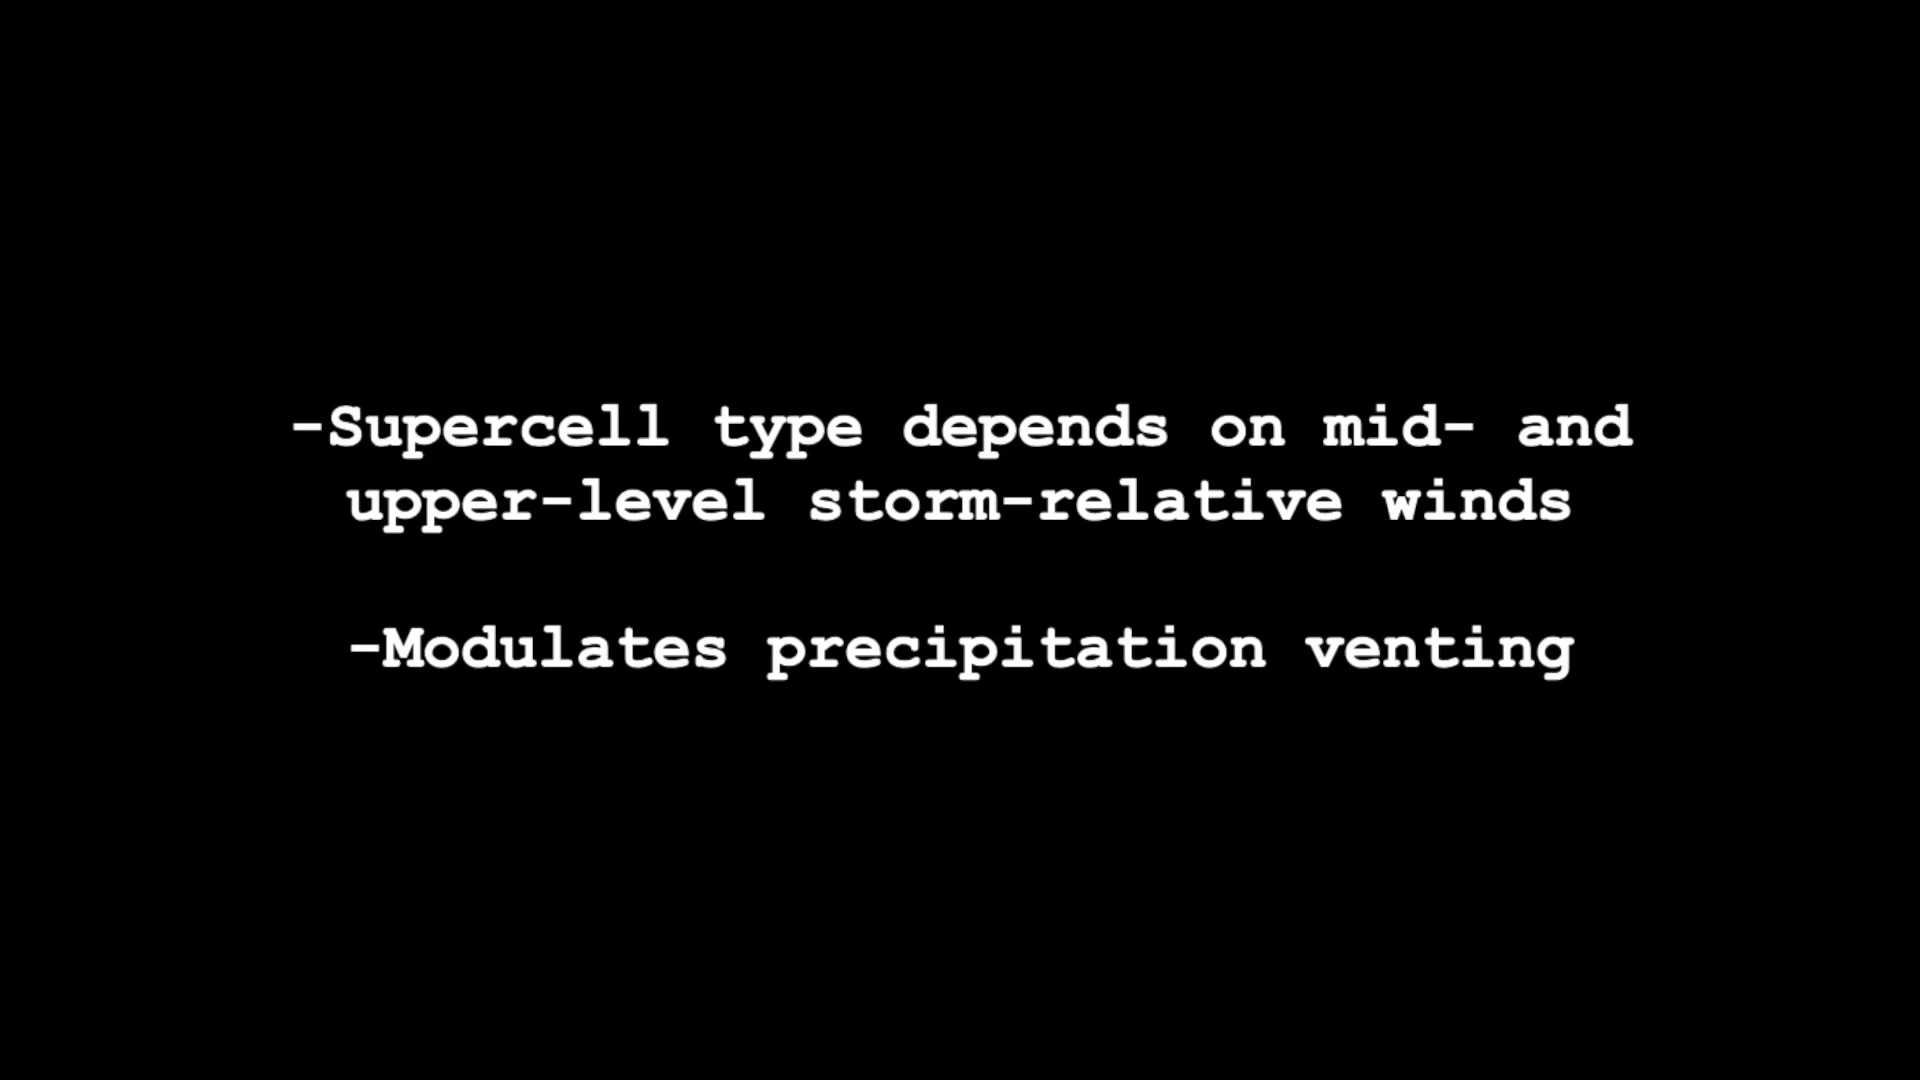 -Supercell type depends on mid- and
upper-level storm-relative winds
-Modulates precipitation venting